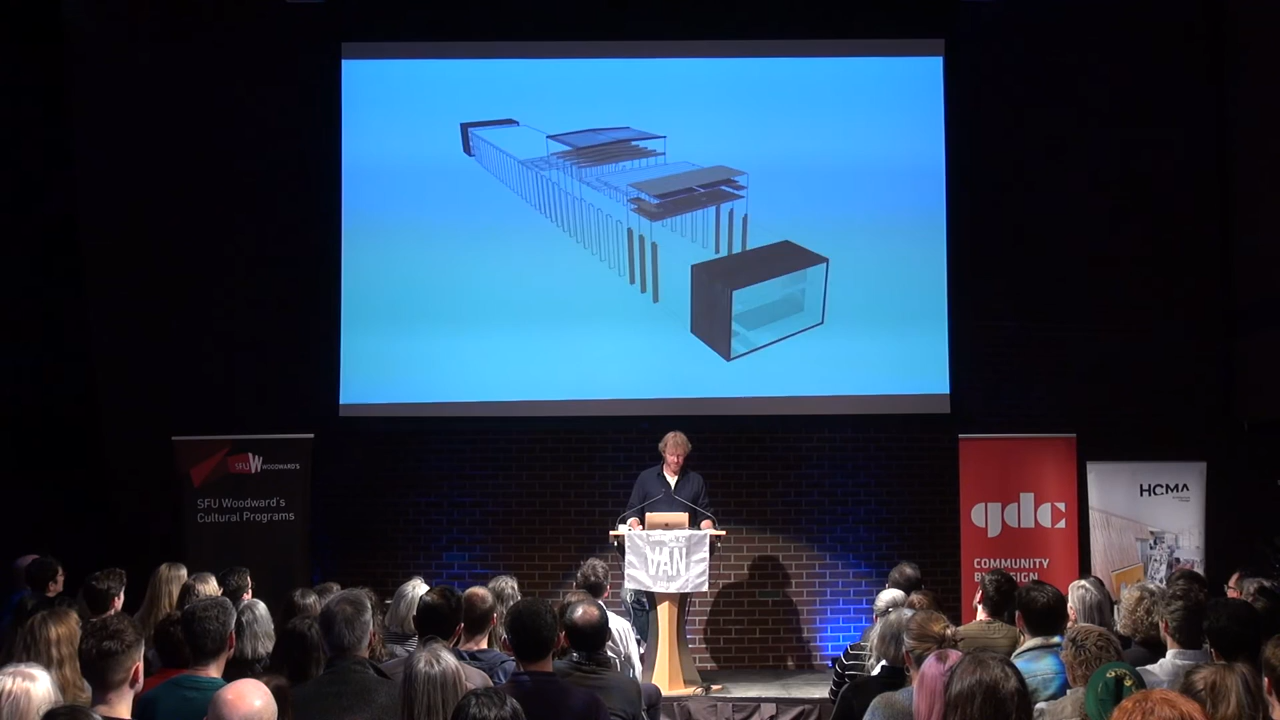 SFU W WOODWARD'S
SFU Woodward's
Cultural Programs
VAN
gdc
COMMUNITY
BY DESIGN
HCMA